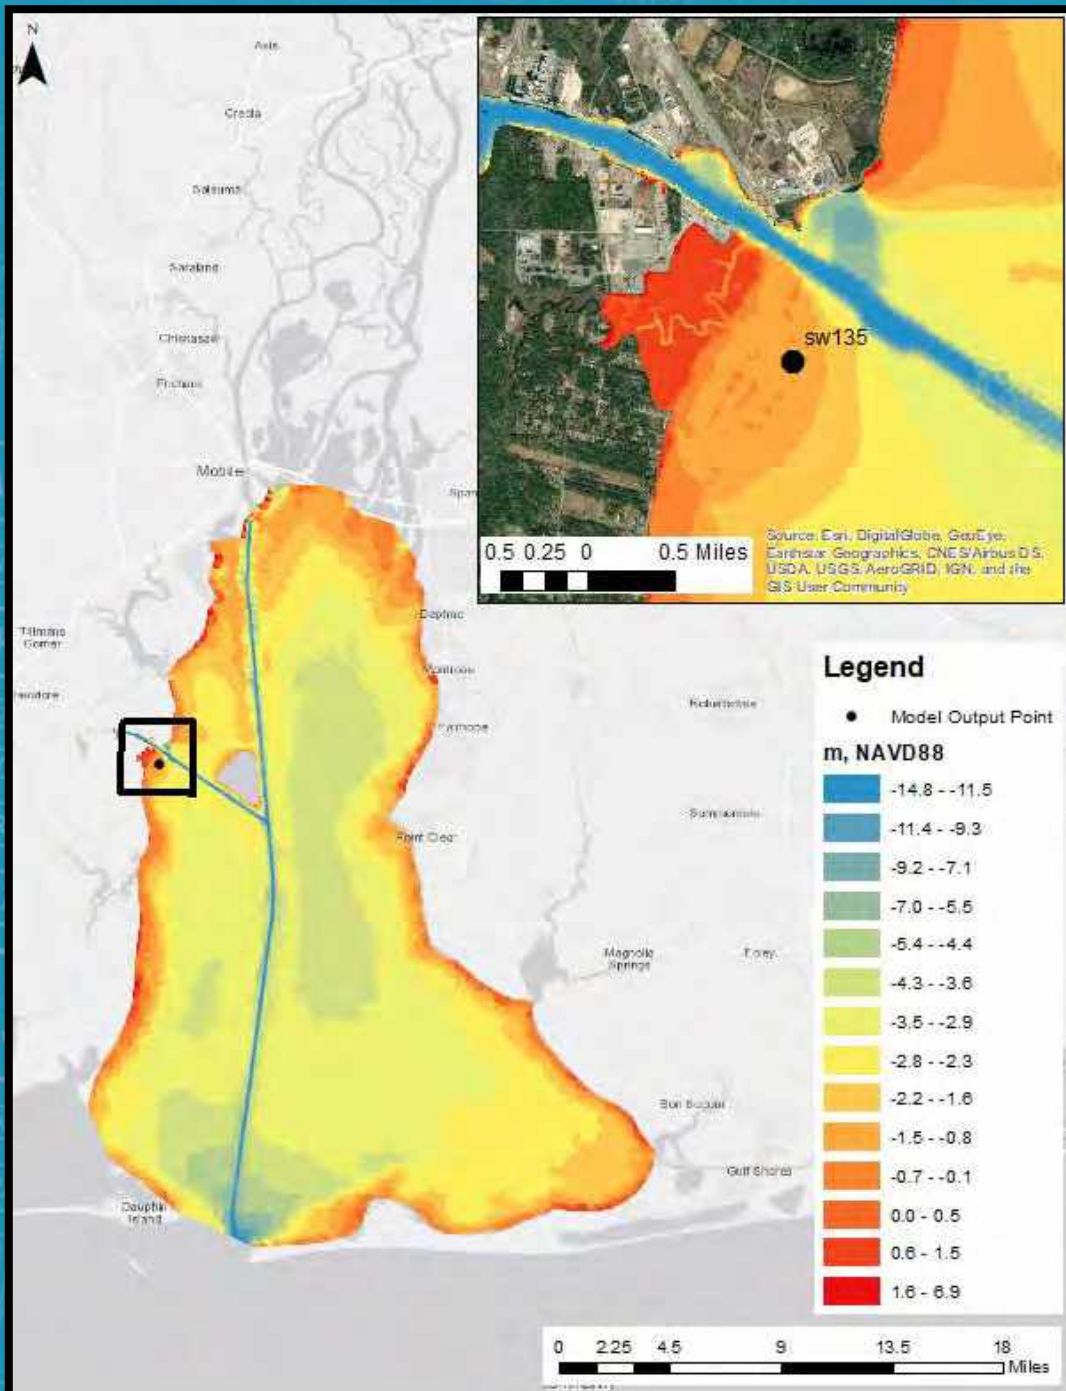 N
Axis
Creola
Satsuma
Saraland
Chickasaw
Prichard
Mobile
Span
Daphne
Tillmans
Corner
Theodore
Montrose
Fairhope
Point Clear
Robertsdale
Summerdale
Magnolia
Springs
Foley
Bon Secour
Gulf Shores
Dauphin
Island
sw135
0.5 0.25 0 0.5 Miles
Source: Esri, DigitalGlobe, GeoEye,
Earthstar Geographics, CNES/Airbus DS,
USDA, USGS, AeroGRID, IGN, and the
GIS User Community
Legend
Model Output Point
m, NAVD88
-14.8 - -11.5
-11.4 - -9.3
-9.2 - -7.1
-7.0 - -5.5
-5.4 - -4.4
-4.3 - -3.6
-3.5 - -2.9
-2.8 - -2.3
-2.2 - -1.6
-1.5 - -0.8
-0.7 - -0.1
0.0 - 0.5
0.6 - 1.5
1.6 - 6.9
0 2.25 4.5 9 13.5 18
Miles